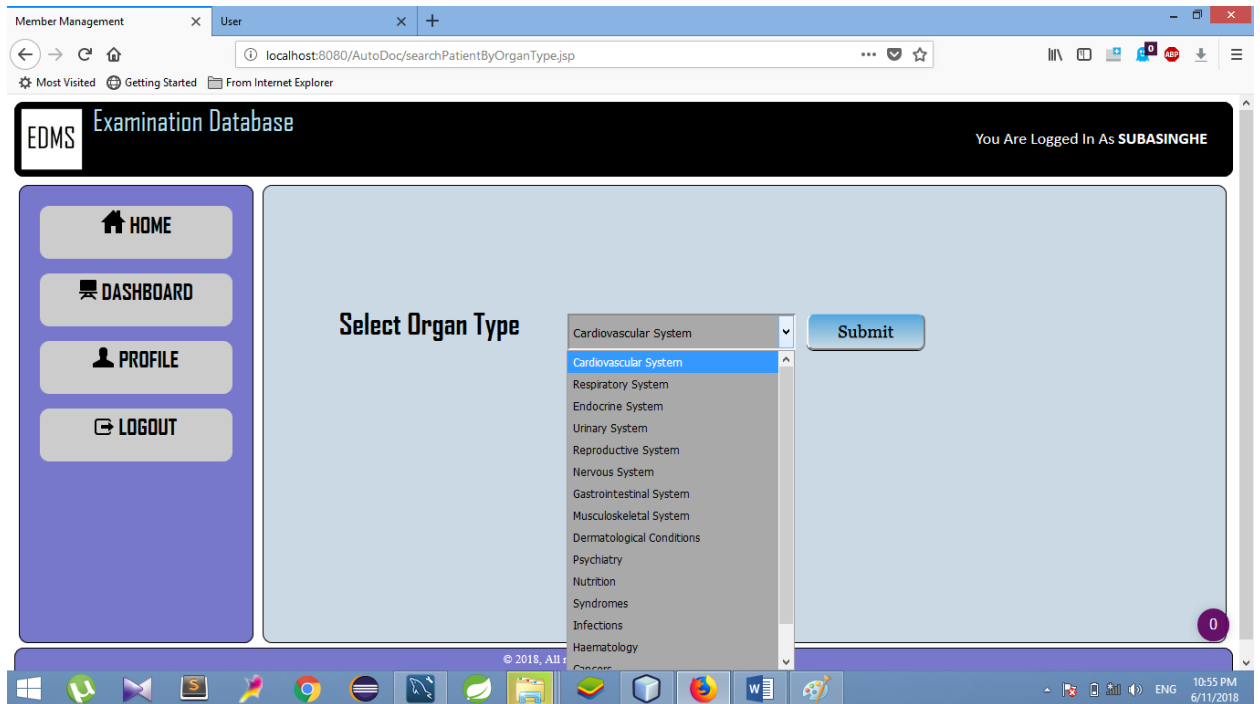 Member Management
User
localhost:8080/AutoDoc/searchPatientByOrganType.jsp
0
ABP
Most Visited
Getting Started
From Internet Explorer
EDMS
Examination Database
You Are Logged In As SUBASINGHE
HOME
DASHBOARD
PROFILE
LOGOUT
Select Organ Type
Cardiovascular System
Submit
Cardiovascular System
Respiratory System
Endocrine System
Urinary System
Reproductive System
Nervous System
Gastrointestinal System
Musculoskeletal System
Dermatological Conditions
Psychiatry
Nutrition
Syndromes
Infections
Haematology
Cancers
0
© 2018, All
ENG
10:55 PM
6/11/2018